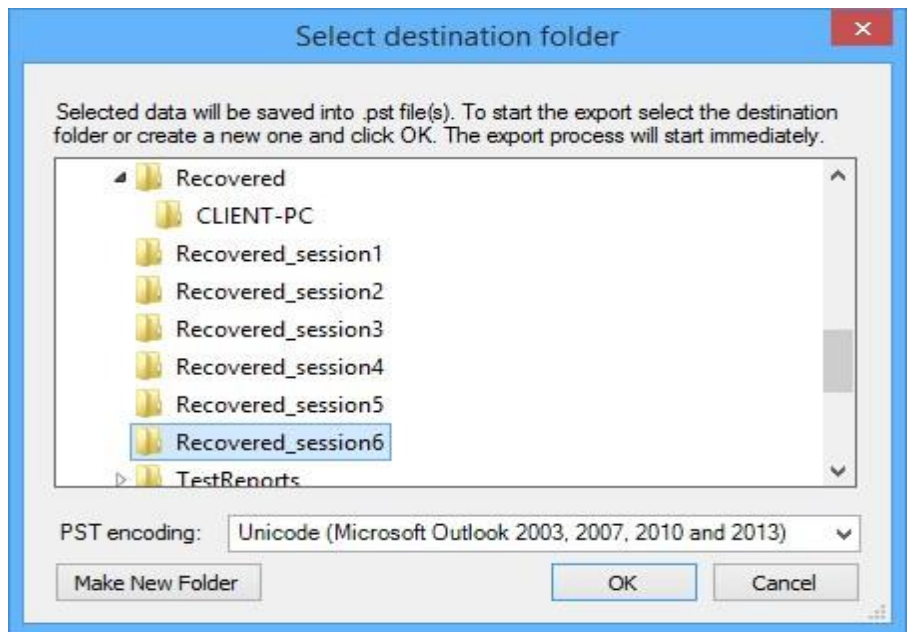 Select destination folder
Selected data will be saved into .pst file(s). To start the export select the destination
folder or create a new one and click OK. The export process will start immediately.
Recovered
CLIENT-PC
Recovered_session1
Recovered_session2
Recovered_session3
Recovered_session4
Recovered_session5
Recovered_session6
TestReports
PST encoding: Unicode (Microsoft Outlook 2003, 2007, 2010 and 2013)
Make New Folder OK Cancel